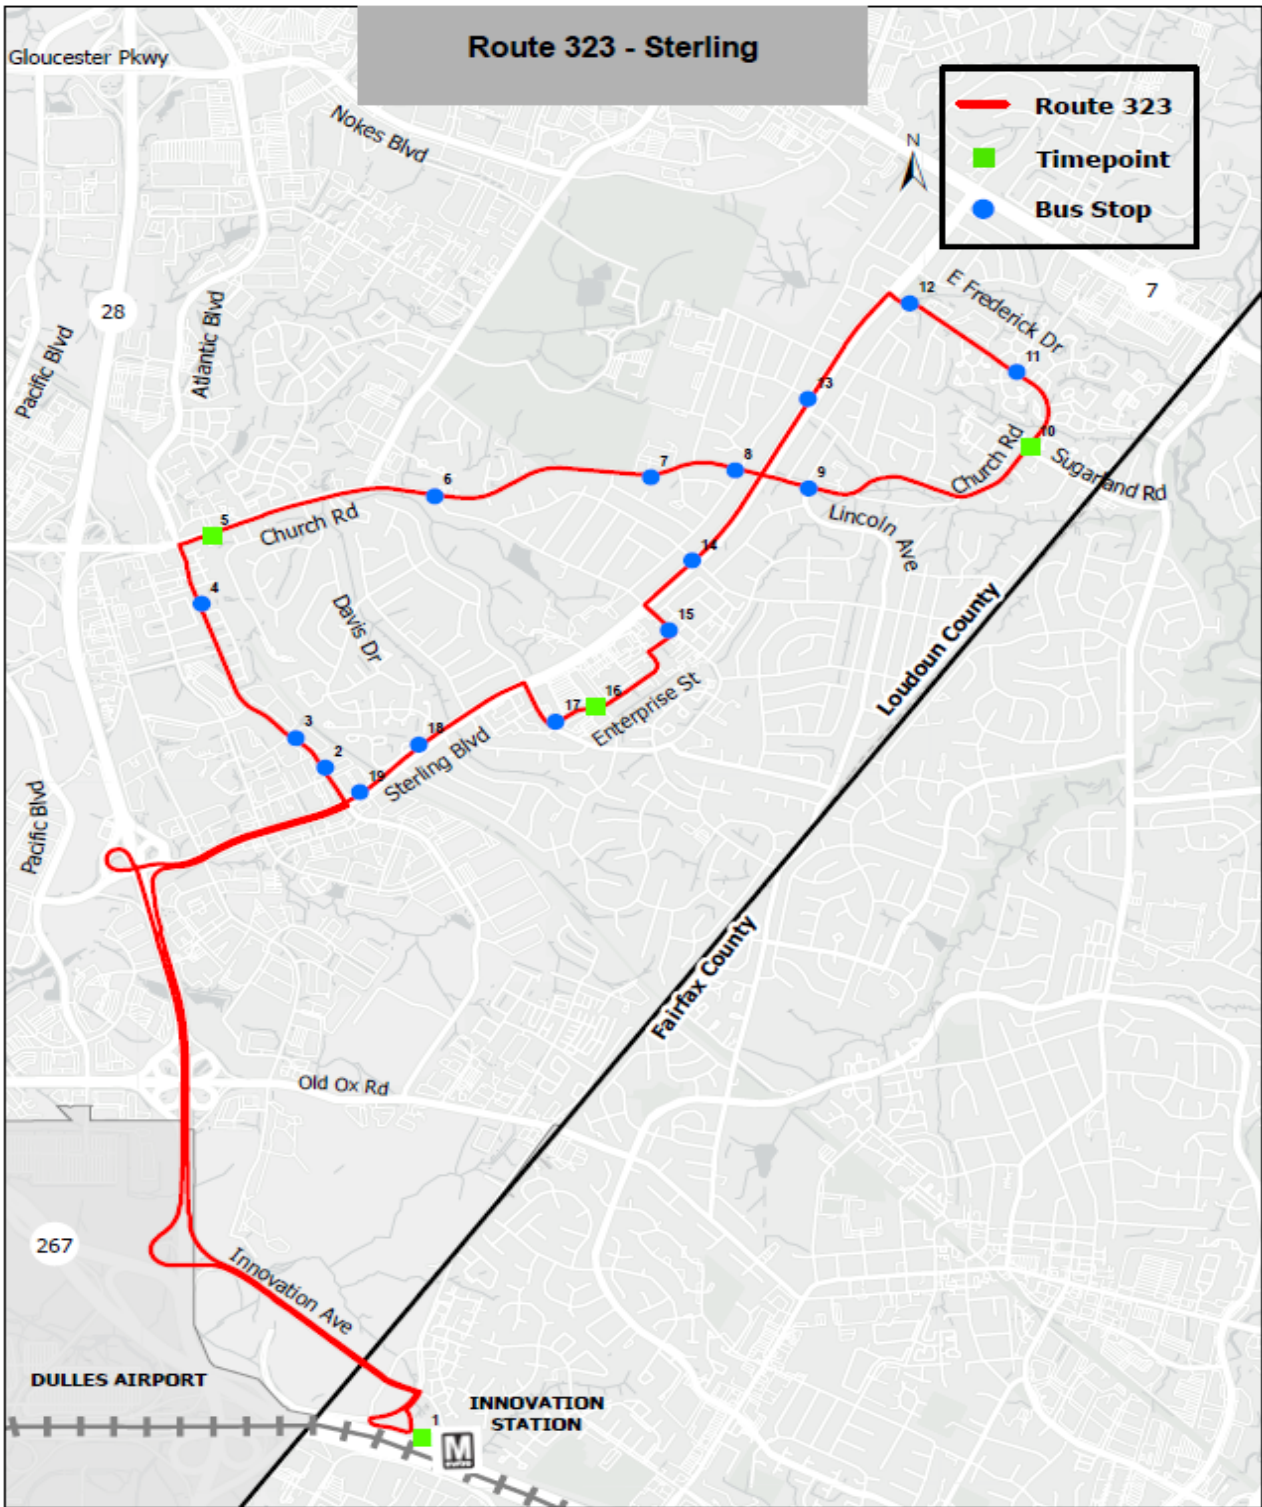 Route 323 - Sterling
Gloucester Pkwy
Nokes Blvd
N
Route 323
Timepoint
Bus Stop
28
7
Pacific Blvd
Atlantic Blvd
E Frederick Dr
12
11
13
10
Church Rd
Sugarland Rd
8
7
9
6
Lincoln Ave
5
Church Rd
14
4
Davis Dr
15
Loudoun County
16
17
Enterprise St
3
18
2
Sterling Blvd
19
Pacific Blvd
Fairfax County
Old Ox Rd
267
Innovation Ave
DULLES AIRPORT
INNOVATION
STATION
1
M